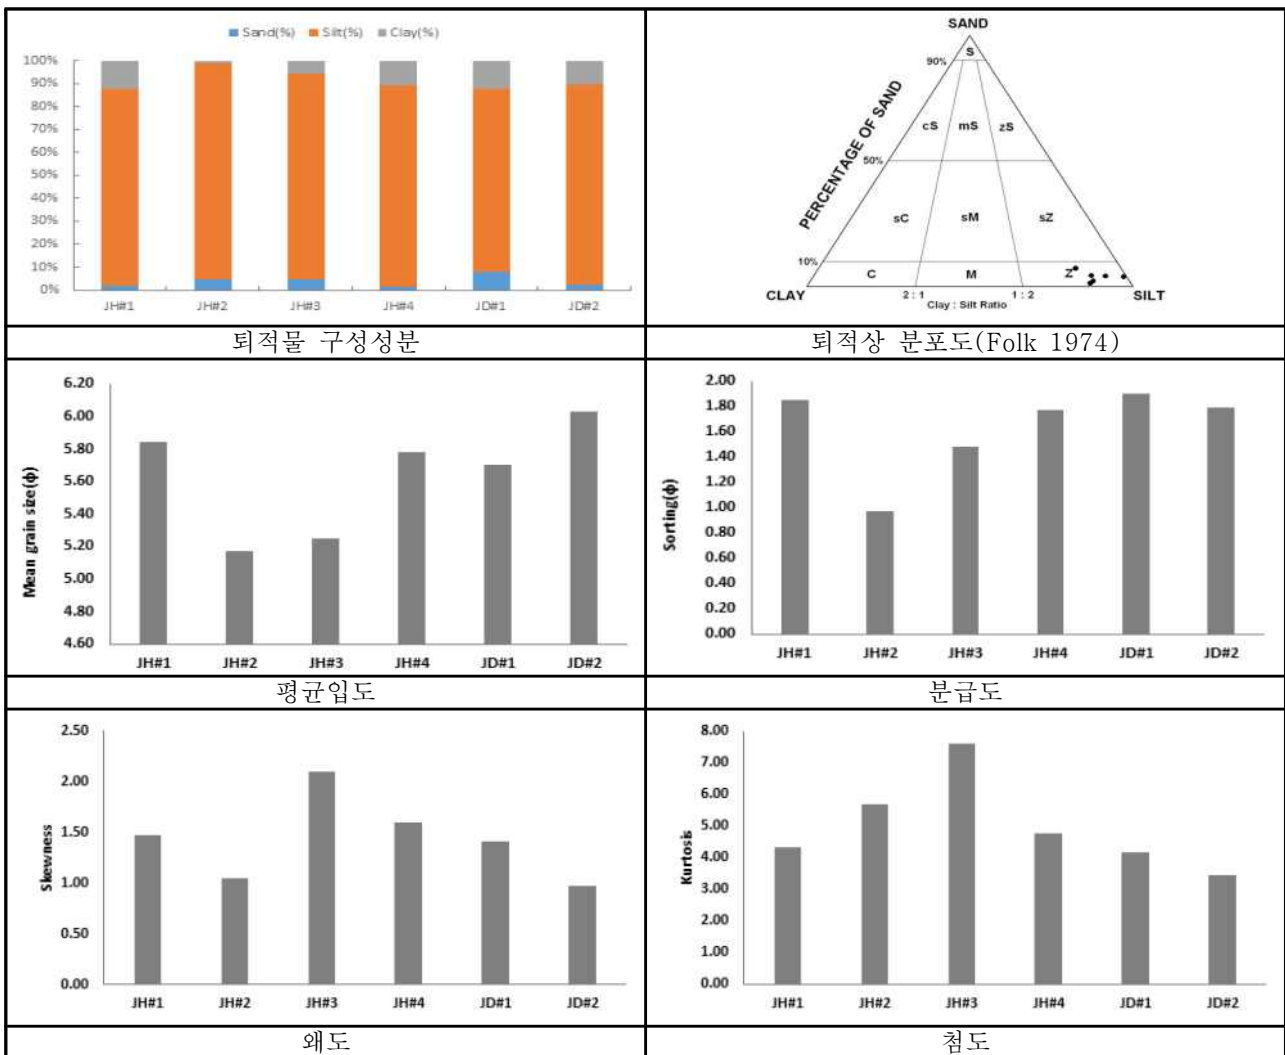 Sand(%) Silt(%) Clay(%)
100%
90%
80%
70%
60%
50%
40%
30%
20%
10%
0%
JH#1 JH#2 JH#3 JH#4 JD#1 JD#2
SAND
S
90%
PERCENTAGE OF SAND
cS mS zS
50%
sC sM sZ
10%
C M Z
CLAY 2 : 1 1 : 2 SILT
Clay : Silt Ratio
퇴적물 구성성분
퇴적상 분포도(Folk 1974)
6.20
6.00
5.80
5.60
5.40
5.20
5.00
4.80
4.60
Mean grain size(ϕ)
JH#1 JH#2 JH#3 JH#4 JD#1 JD#2
2.00
1.80
1.60
1.40
1.20
1.00
0.80
0.60
0.40
0.20
0.00
Sorting(ϕ)
JH#1 JH#2 JH#3 JH#4 JD#1 JD#2
평균입도
분급도
2.50
2.00
1.50
1.00
0.50
0.00
Skewness
JH#1 JH#2 JH#3 JH#4 JD#1 JD#2
8.00
7.00
6.00
5.00
4.00
3.00
2.00
1.00
0.00
Kurtosis
JH#1 JH#2 JH#3 JH#4 JD#1 JD#2
왜도
첨도